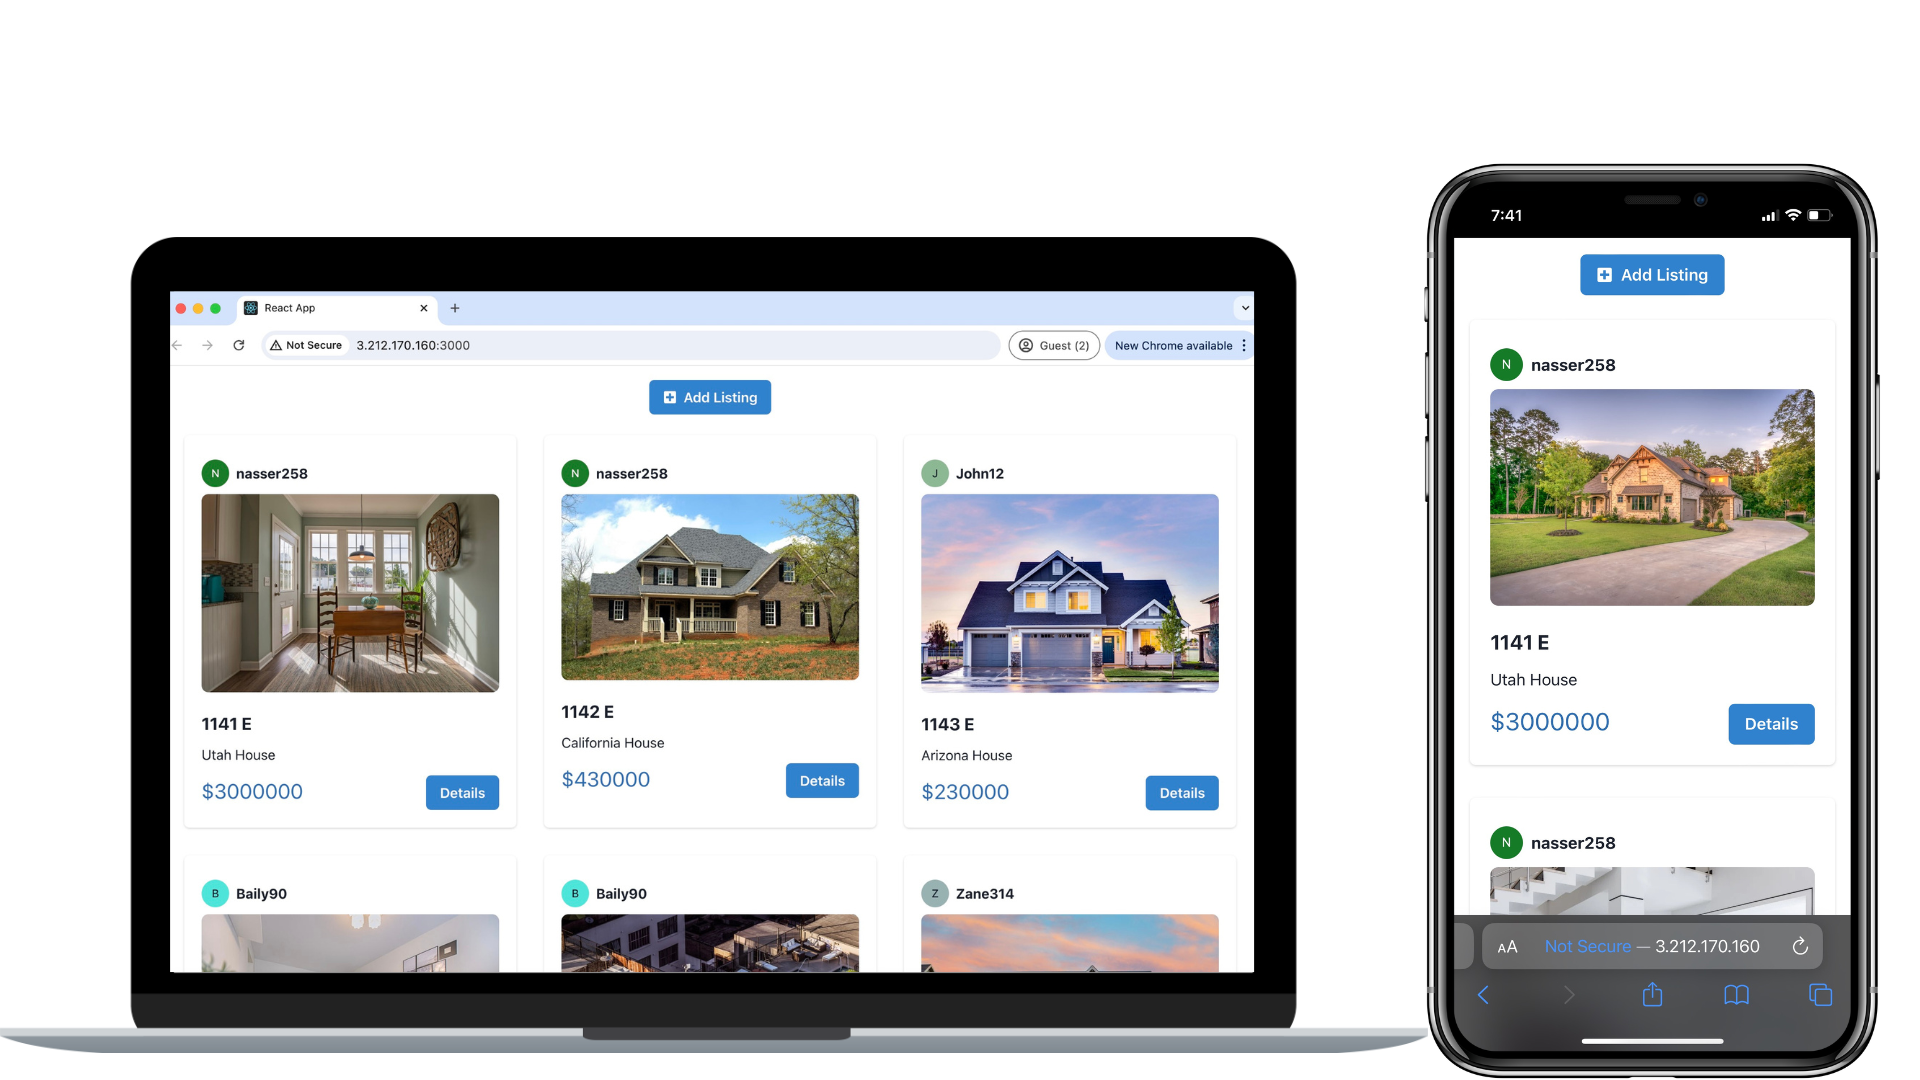 React App
Not Secure 3.212.170.160:3000
Guest (2)
New Chrome available
Add Listing
N nasser258
1141 E
Utah House
$3000000
Details
N nasser258
1142 E
California House
$430000
Details
J John12
1143 E
Arizona House
$230000
Details
B Baily90
B Baily90
Z Zane314
7:41
Add Listing
N nasser258
1141 E
Utah House
$3000000
Details
N nasser258
AA Not Secure — 3.212.170.160